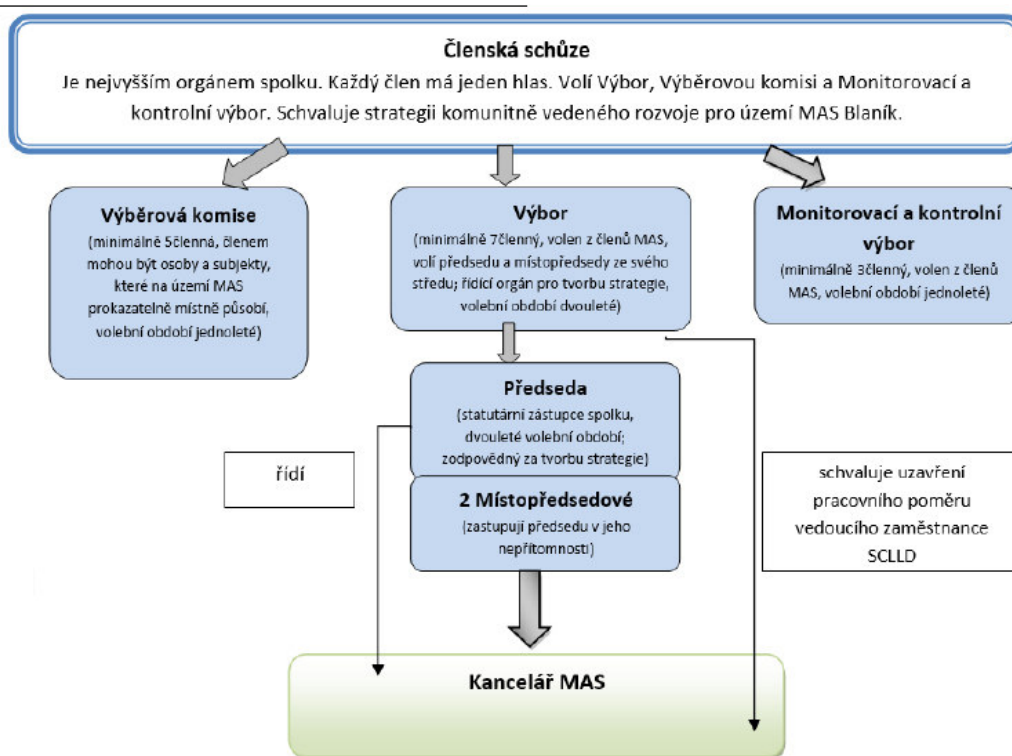 Členská schůze
Je nejvyšším orgánem spolku. Každý člen má jeden hlas. Volí Výbor, Výběrovou komisi a Monitorovací a
kontrolní výbor. Schvaluje strategii komunitně vedeného rozvoje pro území MAS Blaník.
Výběrová komise
(minimálně 5členná, členem
mohou být osoby a subjekty,
které na území MAS
prokazatelně místně působí,
volební období jednoleté)
Výbor
(minimálně 7členný, volen z členů MAS,
volí předsedu a místopředsedy ze svého
středu; řídící orgán pro tvorbu strategie,
volební období dvouleté)
Monitorovací a kontrolní
výbor
(minimálně 3členný, volen z členů
MAS, volební období jednoleté)
Předseda
(statutární zástupce spolku,
dvouleté volební období;
zodpovědný za tvorbu strategie)
řídí
2 Místopředsedové
(zastupují předsedu v jeho
nepřítomnosti)
schvaluje uzavření
pracovního poměru
vedoucího zaměstnance
SCLLD
Kancelář MAS